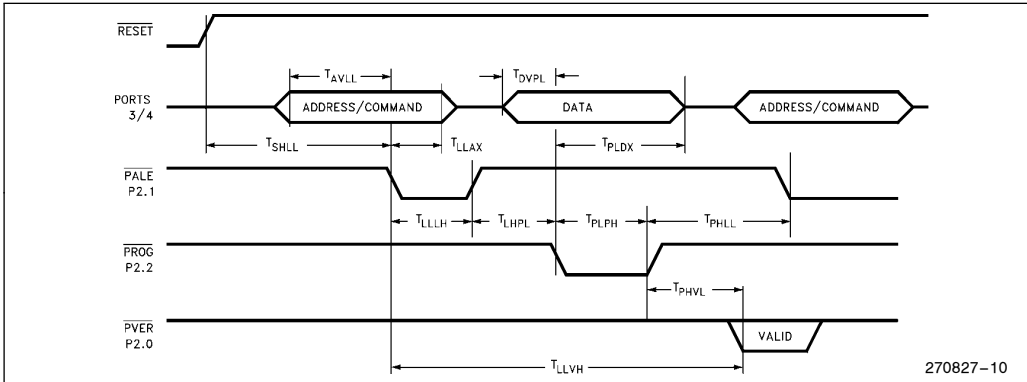 RESET
T_AVLL
T_DVPL
PORTS
3/4
ADDRESS/COMMAND
DATA
ADDRESS/COMMAND
T_SHLL
T_LLAX
T_PLDX
PALE
P2.1
T_LLLH
T_LHPL
T_PLPH
T_PHLL
PROG
P2.2
T_PHVL
PVER
P2.0
VALID
T_LLVH
270827–10